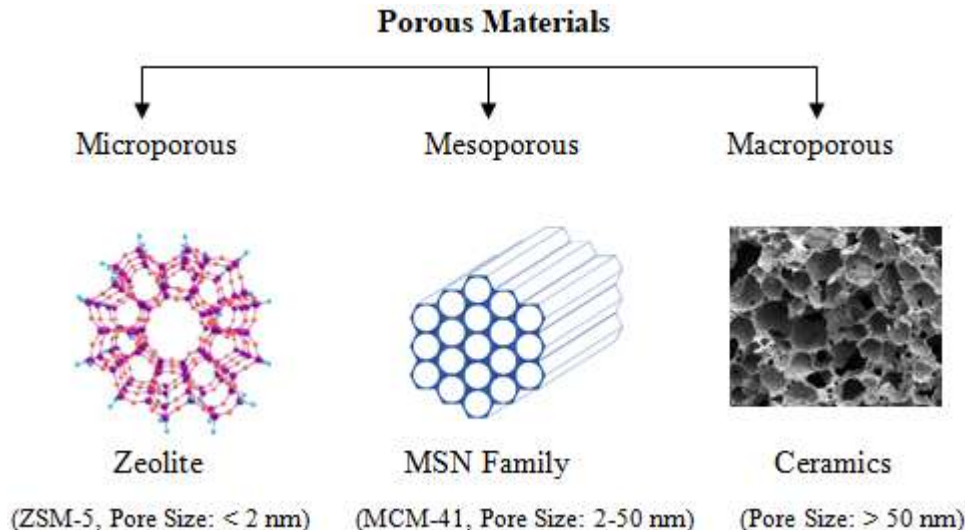 Porous Materials
Microporous
Mesoporous
Macroporous
Zeolite
MSN Family
Ceramics
(ZSM-5, Pore Size: < 2 nm)
(MCM-41, Pore Size: 2-50 nm)
(Pore Size: > 50 nm)